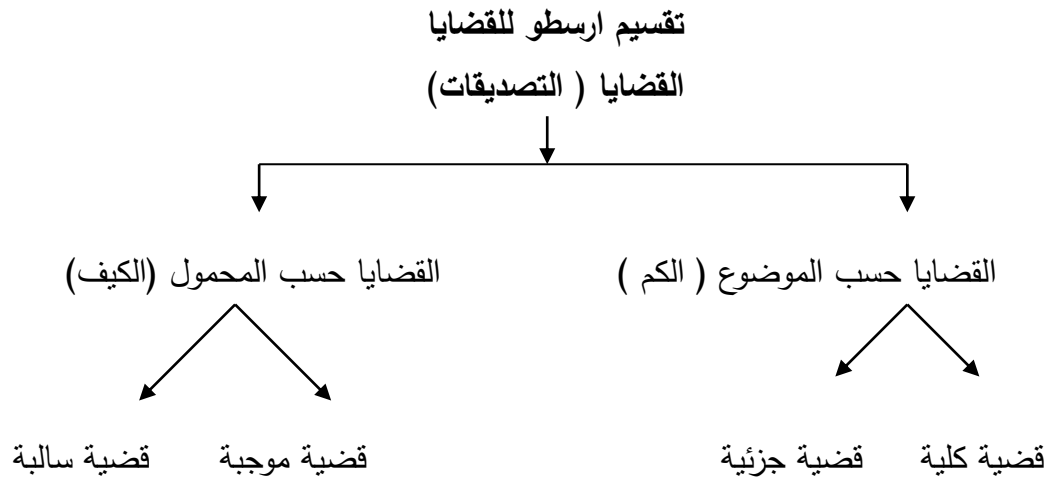 تقسيم ارسطو للقضايا
القضايا ( التصديقات)
القضايا حسب الموضوع ( الكم )
القضايا حسب المحمول (الكيف)
قضية كلية
قضية جزئية
قضية موجبة
قضية سالبة